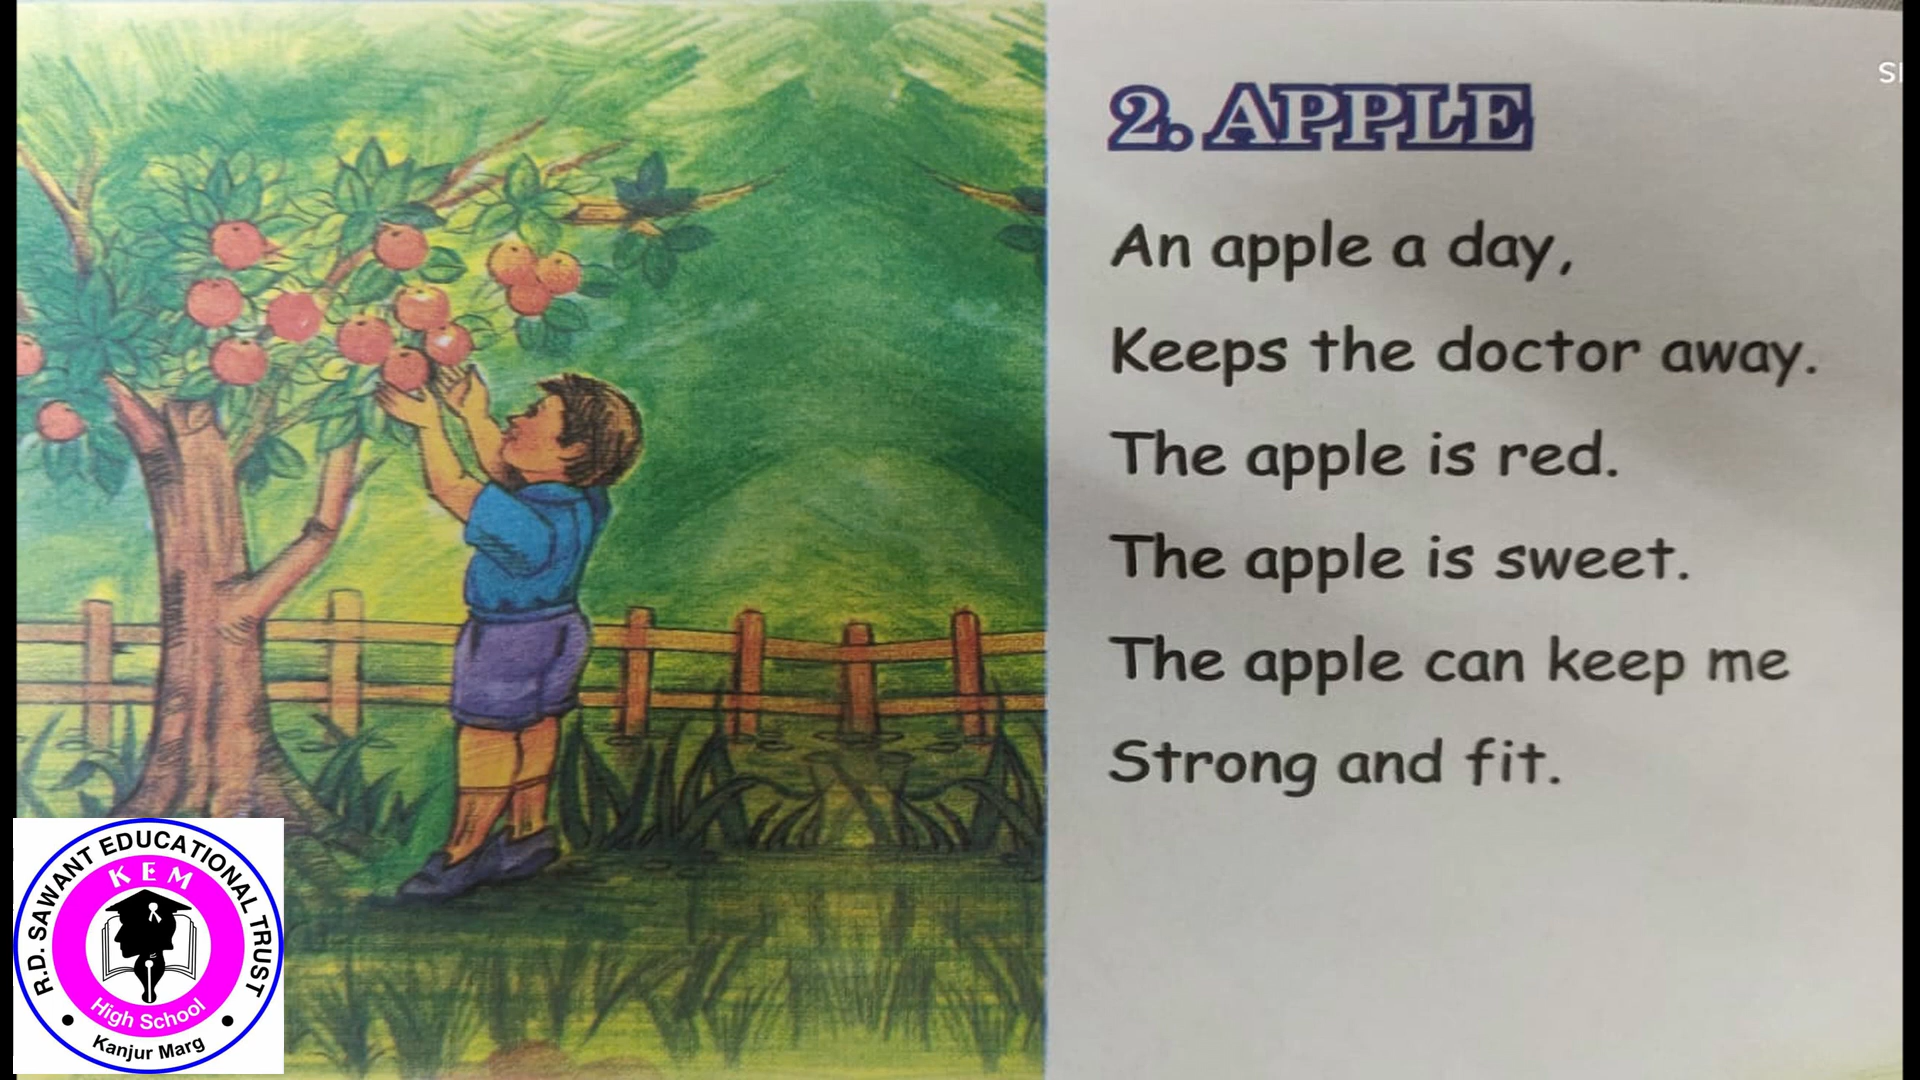 2. APPLE
An apple a day,
Keeps the doctor away.
The apple is red.
The apple is sweet.
The apple can keep me
Strong and fit.
R.D. SAWANT EDUCATIONAL TRUST
KEM
High School
Kanjur Marg